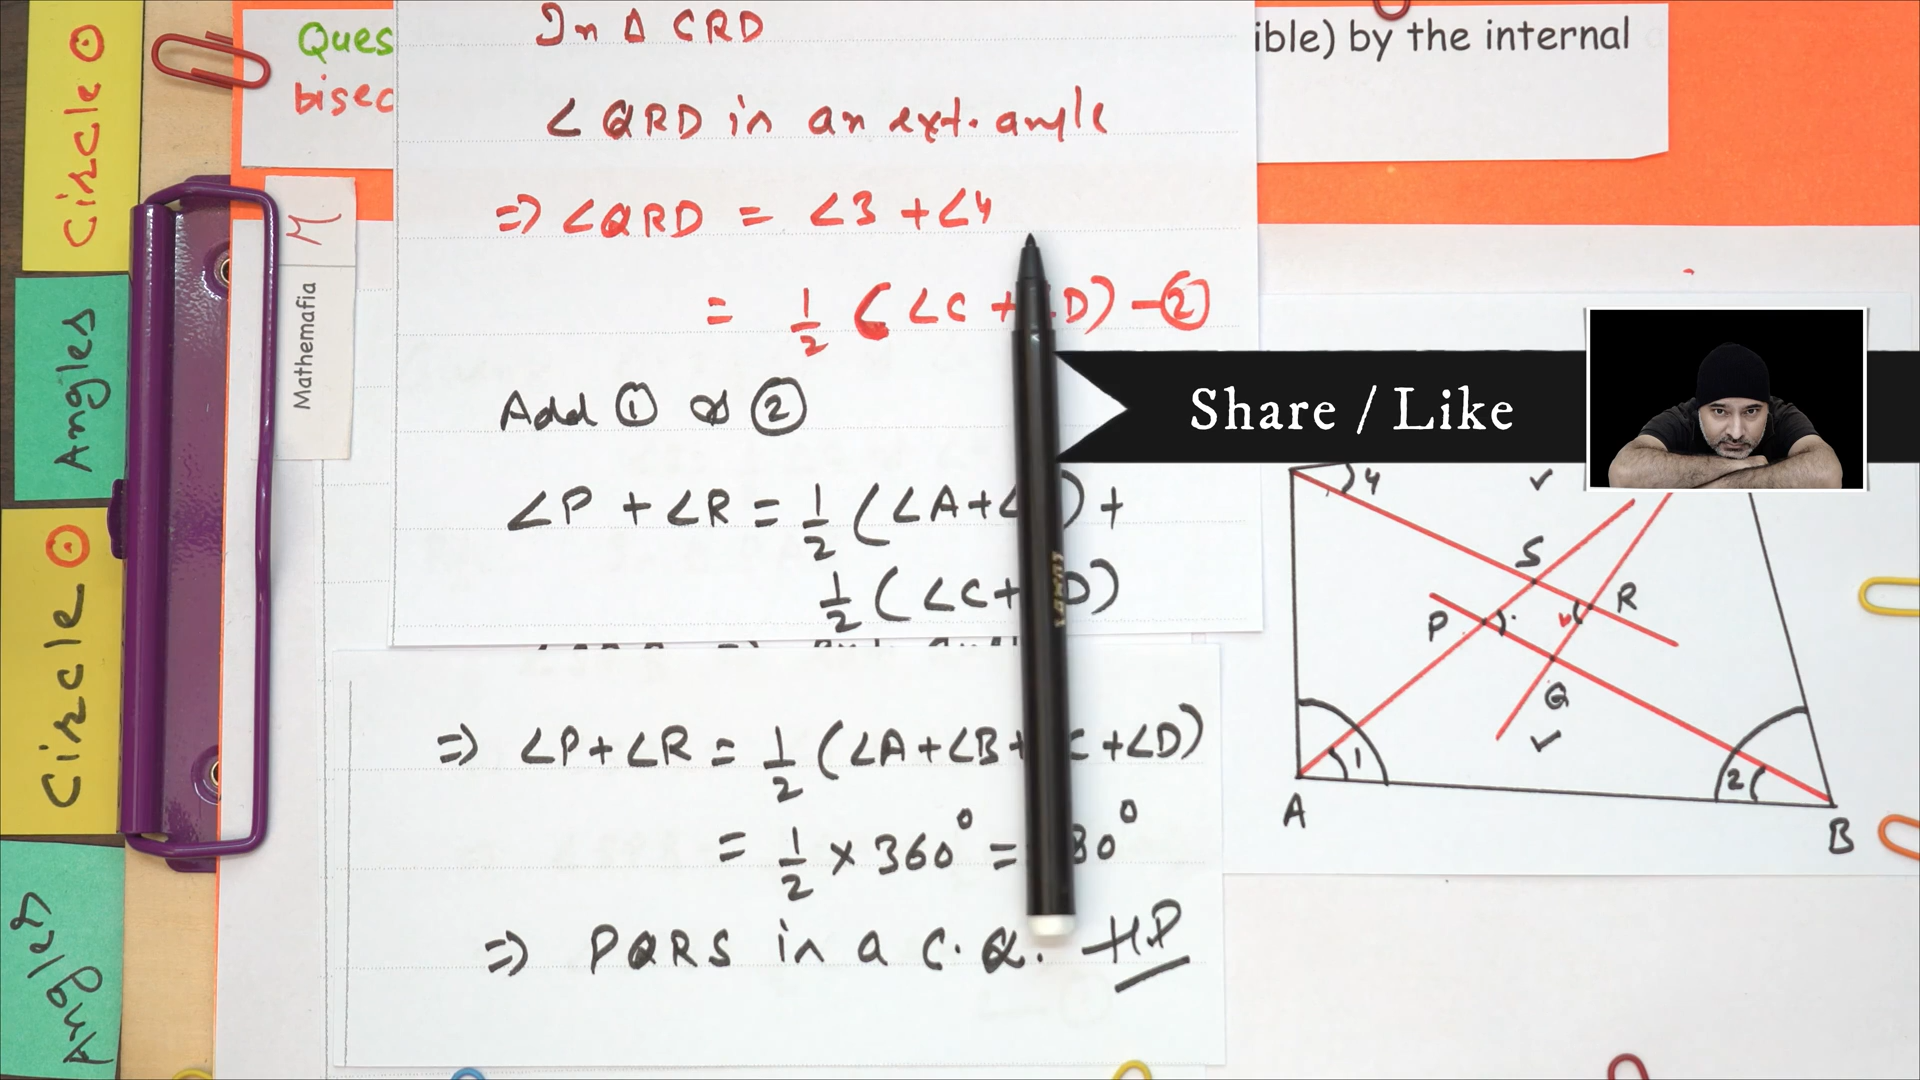 Circle
Angles
Circle
Angles
M
Mathemafia
Ques
bisec
ible) by the internal
In Δ CRD
∠QRD is an ext. angle
=> ∠QRD = ∠3 + ∠4
= 1/2 (∠C + D) - ②
Add ① & ②
∠P + ∠R = 1/2 (∠A + ∠ ) +
1/2 (∠C + D)
=> ∠P + ∠R = 1/2 (∠A + ∠B + C + ∠D)
= 1/2 × 360° = 80°
=> PQRS is a C.Q. H.P
Share / Like
4
S
R
P
Q
1
2
A
B